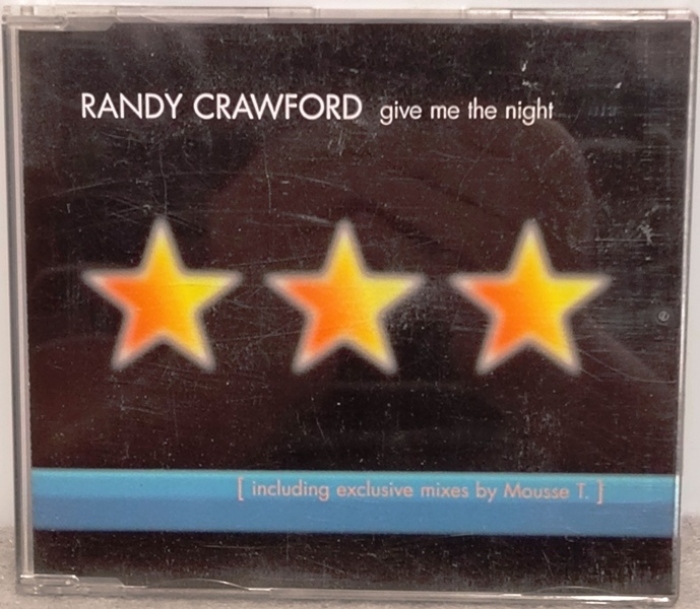 RANDY CRAWFORD give me the night
[ including exclusive mixes by Mousse T. ]